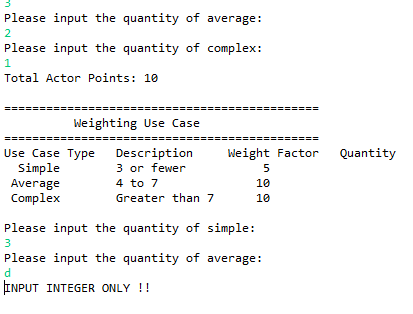 3
Please input the quantity of average:
2
Please input the quantity of complex:
1
Total Actor Points: 10
=============================================
Weighting Use Case
=============================================
Use Case Type Description Weight Factor Quantity
Simple 3 or fewer 5
Average 4 to 7 10
Complex Greater than 7 10
Please input the quantity of simple:
3
Please input the quantity of average:
d
INPUT INTEGER ONLY !!